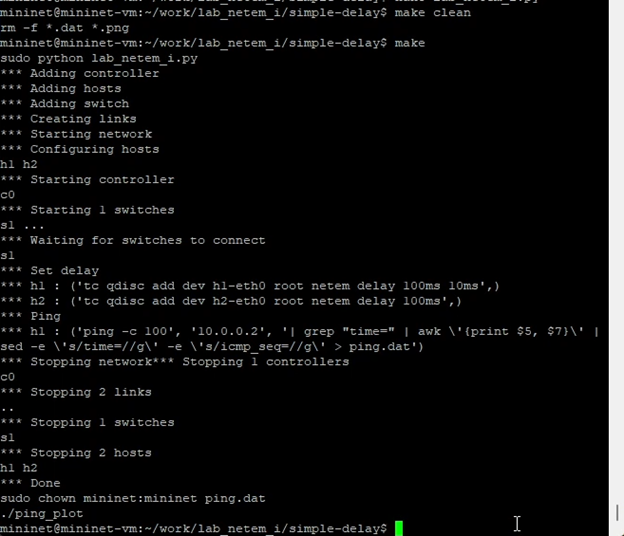 mininet@mininet-vm:~/work/lab_netem_i/simple-delay$ make clean
rm -f *.dat *.png
mininet@mininet-vm:~/work/lab_netem_i/simple-delay$ make
sudo python lab_netem_i.py
*** Adding controller
*** Adding hosts
*** Adding switch
*** Creating links
*** Starting network
*** Configuring hosts
h1 h2
*** Starting controller
c0
*** Starting 1 switches
s1 ...
*** Waiting for switches to connect
s1
*** Set delay
*** h1 : ('tc qdisc add dev h1-eth0 root netem delay 100ms 10ms',)
*** h2 : ('tc qdisc add dev h2-eth0 root netem delay 100ms',)
*** Ping
*** h1 : ('ping -c 100', '10.0.0.2', '| grep "time=" | awk \'{print $5, $7}\' |
sed -e \'s/time=//g\' -e \'s/icmp_seq=//g\' > ping.dat')
*** Stopping network*** Stopping 1 controllers
c0
*** Stopping 2 links
..
*** Stopping 1 switches
s1
*** Stopping 2 hosts
h1 h2
*** Done
sudo chown mininet:mininet ping.dat
./ping_plot
mininet@mininet-vm:~/work/lab_netem_i/simple-delay$